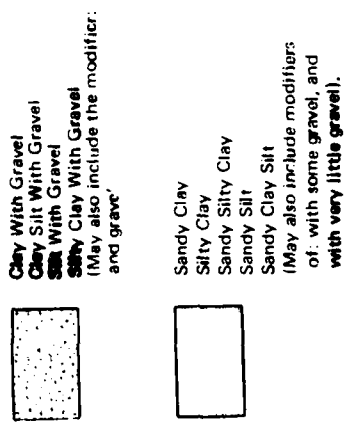 Clay With Gravel
Clay Silt With Gravel
Silt With Gravel
Silty Clay With Gravel
(May also include the modifier:
and grave'
Sandy Clay
Silty Clay
Sandy Silty Clay
Sandy Silt
Sandy Clay Silt
(May also include modifiers
of: with some gravel, and
with very little gravel).